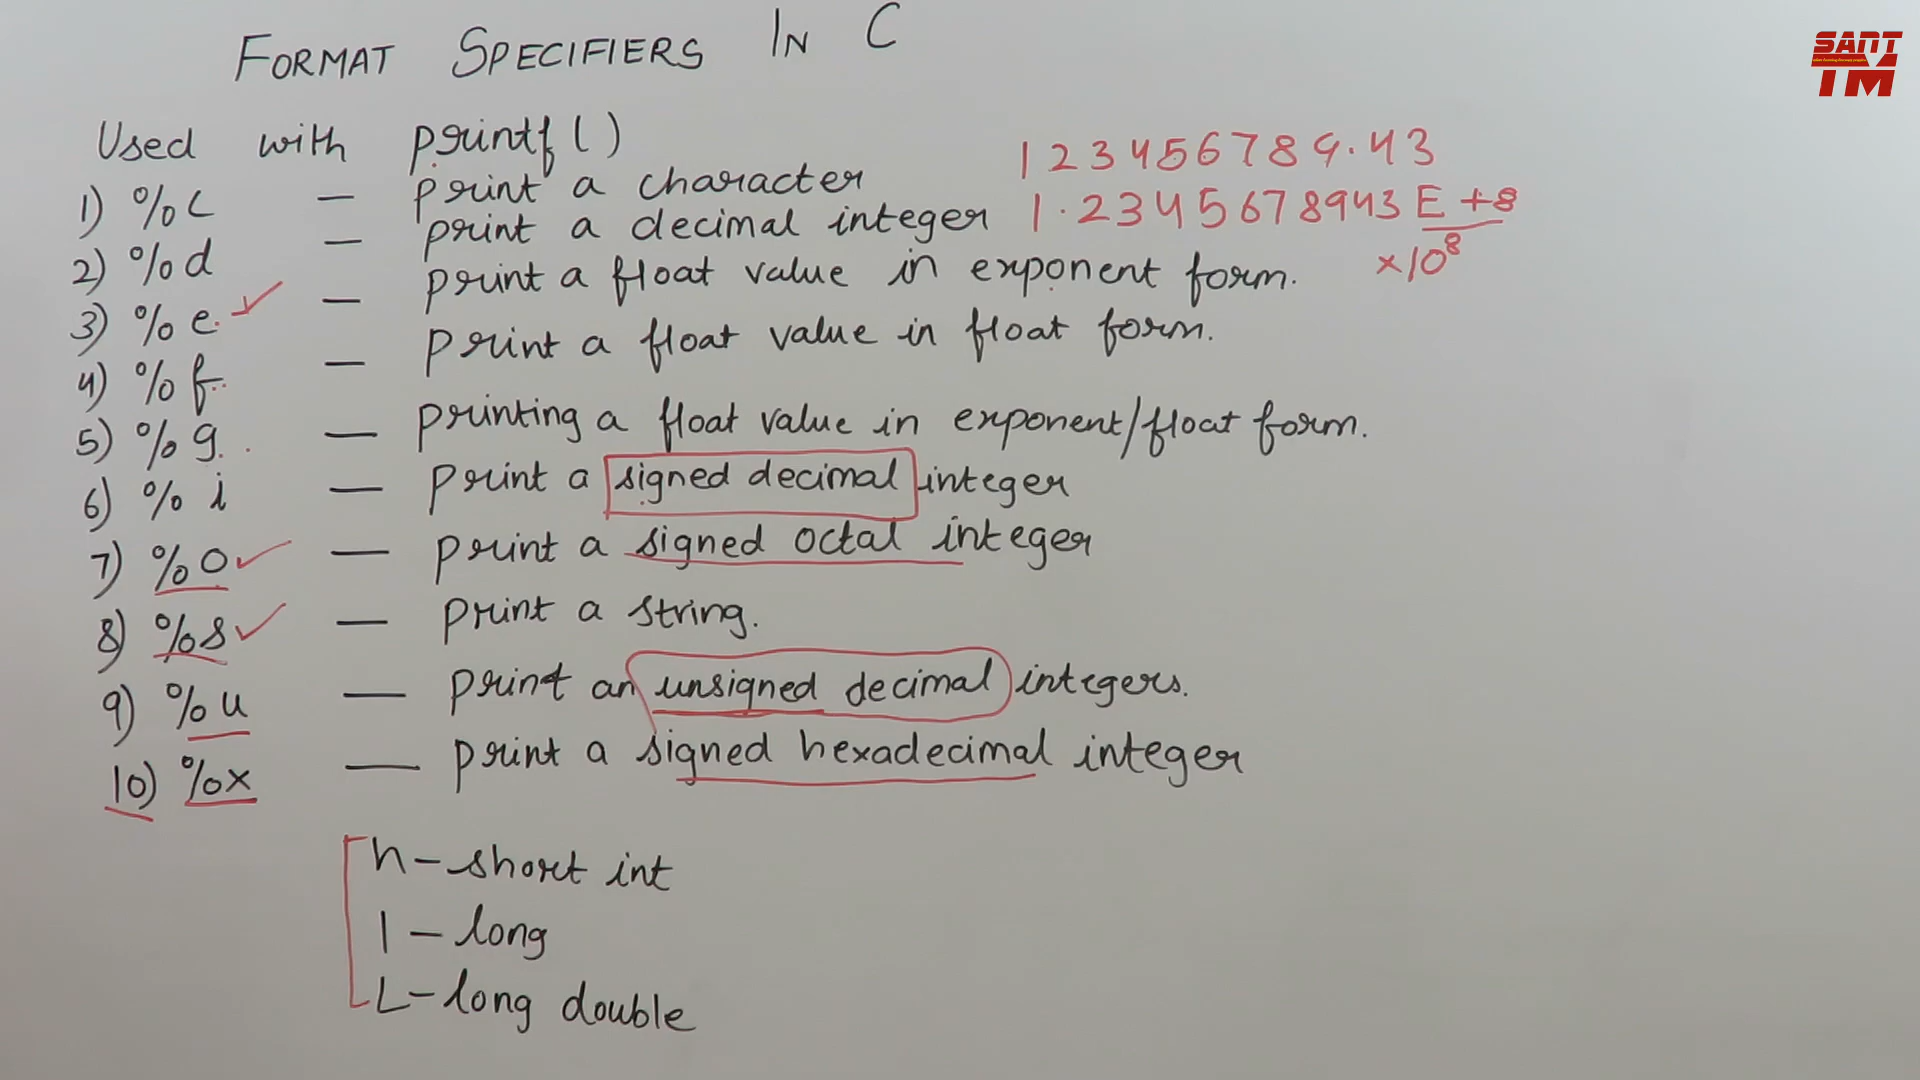 FORMAT SPECIFIERS IN C
SANT
TM
Used with printf()
1) %c — print a character
2) %d — print a decimal integer
3) %e — print a float value in exponent form.
4) %f — print a float value in float form.
5) %g — printing a float value in exponent/float form.
6) %i — print a signed decimal integer
7) %O — print a signed octal integer
8) %s — print a string.
9) %u — print an unsigned decimal integers.
10) %x — print a signed hexadecimal integer
123456789.43
1.2345678943 E +8
×10⁸
h – short int
l – long
L – long double